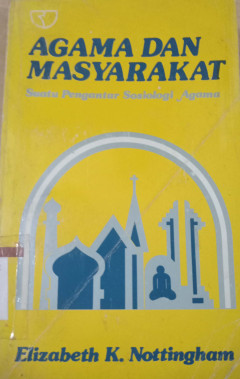 AGAMA DAN
MASYARAKAT
Suatu Pengantar Sosiologi Agama
Elizabeth K. Nottingham